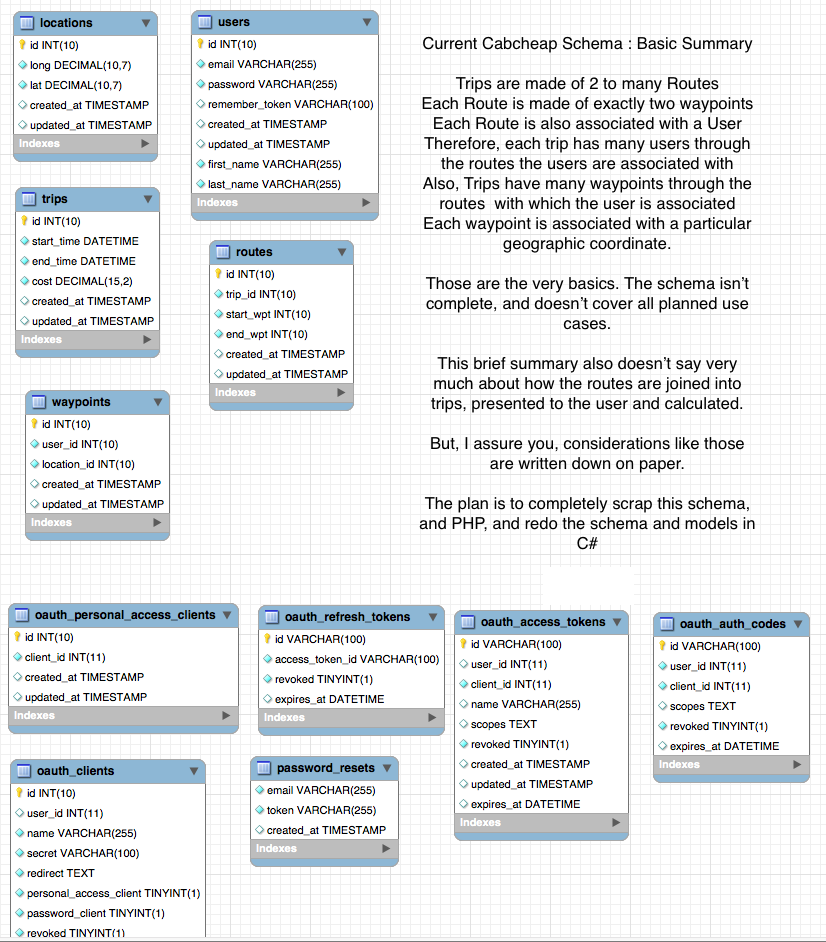 locations
id INT(10)
long DECIMAL(10,7)
lat DECIMAL(10,7)
created_at TIMESTAMP
updated_at TIMESTAMP
Indexes
users
id INT(10)
email VARCHAR(255)
password VARCHAR(255)
remember_token VARCHAR(100)
created_at TIMESTAMP
updated_at TIMESTAMP
first_name VARCHAR(255)
last_name VARCHAR(255)
Indexes
Current Cabcheap Schema : Basic Summary
Trips are made of 2 to many Routes
Each Route is made of exactly two waypoints
Each Route is also associated with a User
Therefore, each trip has many users through
the routes the users are associated with
Also, Trips have many waypoints through the
routes with which the user is associated
Each waypoint is associated with a particular
geographic coordinate.
Those are the very basics. The schema isn't
complete, and doesn't cover all planned use
cases.
This brief summary also doesn't say very
much about how the routes are joined into
trips, presented to the user and calculated.
But, I assure you, considerations like those
are written down on paper.
The plan is to completely scrap this schema,
and PHP, and redo the schema and models in
C#
trips
id INT(10)
start_time DATETIME
end_time DATETIME
cost DECIMAL(15,2)
created_at TIMESTAMP
updated_at TIMESTAMP
Indexes
routes
id INT(10)
trip_id INT(10)
start_wpt INT(10)
end_wpt INT(10)
created_at TIMESTAMP
updated_at TIMESTAMP
Indexes
waypoints
id INT(10)
user_id INT(10)
location_id INT(10)
created_at TIMESTAMP
updated_at TIMESTAMP
Indexes
oauth_personal_access_clients
id INT(10)
client_id INT(11)
created_at TIMESTAMP
updated_at TIMESTAMP
Indexes
oauth_refresh_tokens
id VARCHAR(100)
access_token_id VARCHAR(100)
revoked TINYINT(1)
expires_at DATETIME
Indexes
oauth_access_tokens
id VARCHAR(100)
user_id INT(11)
client_id INT(11)
name VARCHAR(255)
scopes TEXT
revoked TINYINT(1)
created_at TIMESTAMP
updated_at TIMESTAMP
expires_at DATETIME
Indexes
oauth_auth_codes
id VARCHAR(100)
user_id INT(11)
client_id INT(11)
scopes TEXT
revoked TINYINT(1)
expires_at DATETIME
Indexes
oauth_clients
id INT(10)
user_id INT(11)
name VARCHAR(255)
secret VARCHAR(100)
redirect TEXT
personal_access_client TINYINT(1)
password_client TINYINT(1)
revoked TINYINT(1)
password_resets
email VARCHAR(255)
token VARCHAR(255)
created_at TIMESTAMP
Indexes